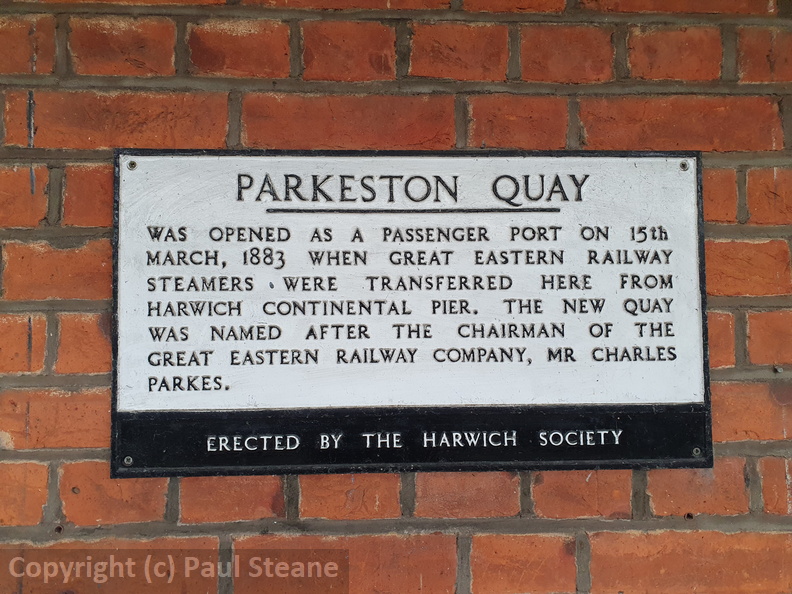 PARKESTON QUAY
WAS OPENED AS A PASSENGER PORT ON 15th
MARCH, 1883 WHEN GREAT EASTERN RAILWAY
STEAMERS WERE TRANSFERRED HERE FROM
HARWICH CONTINENTAL PIER. THE NEW QUAY
WAS NAMED AFTER THE CHAIRMAN OF THE
GREAT EASTERN RAILWAY COMPANY, MR CHARLES
PARKES.
ERECTED BY THE HARWICH SOCIETY
Copyright (c) Paul Steane